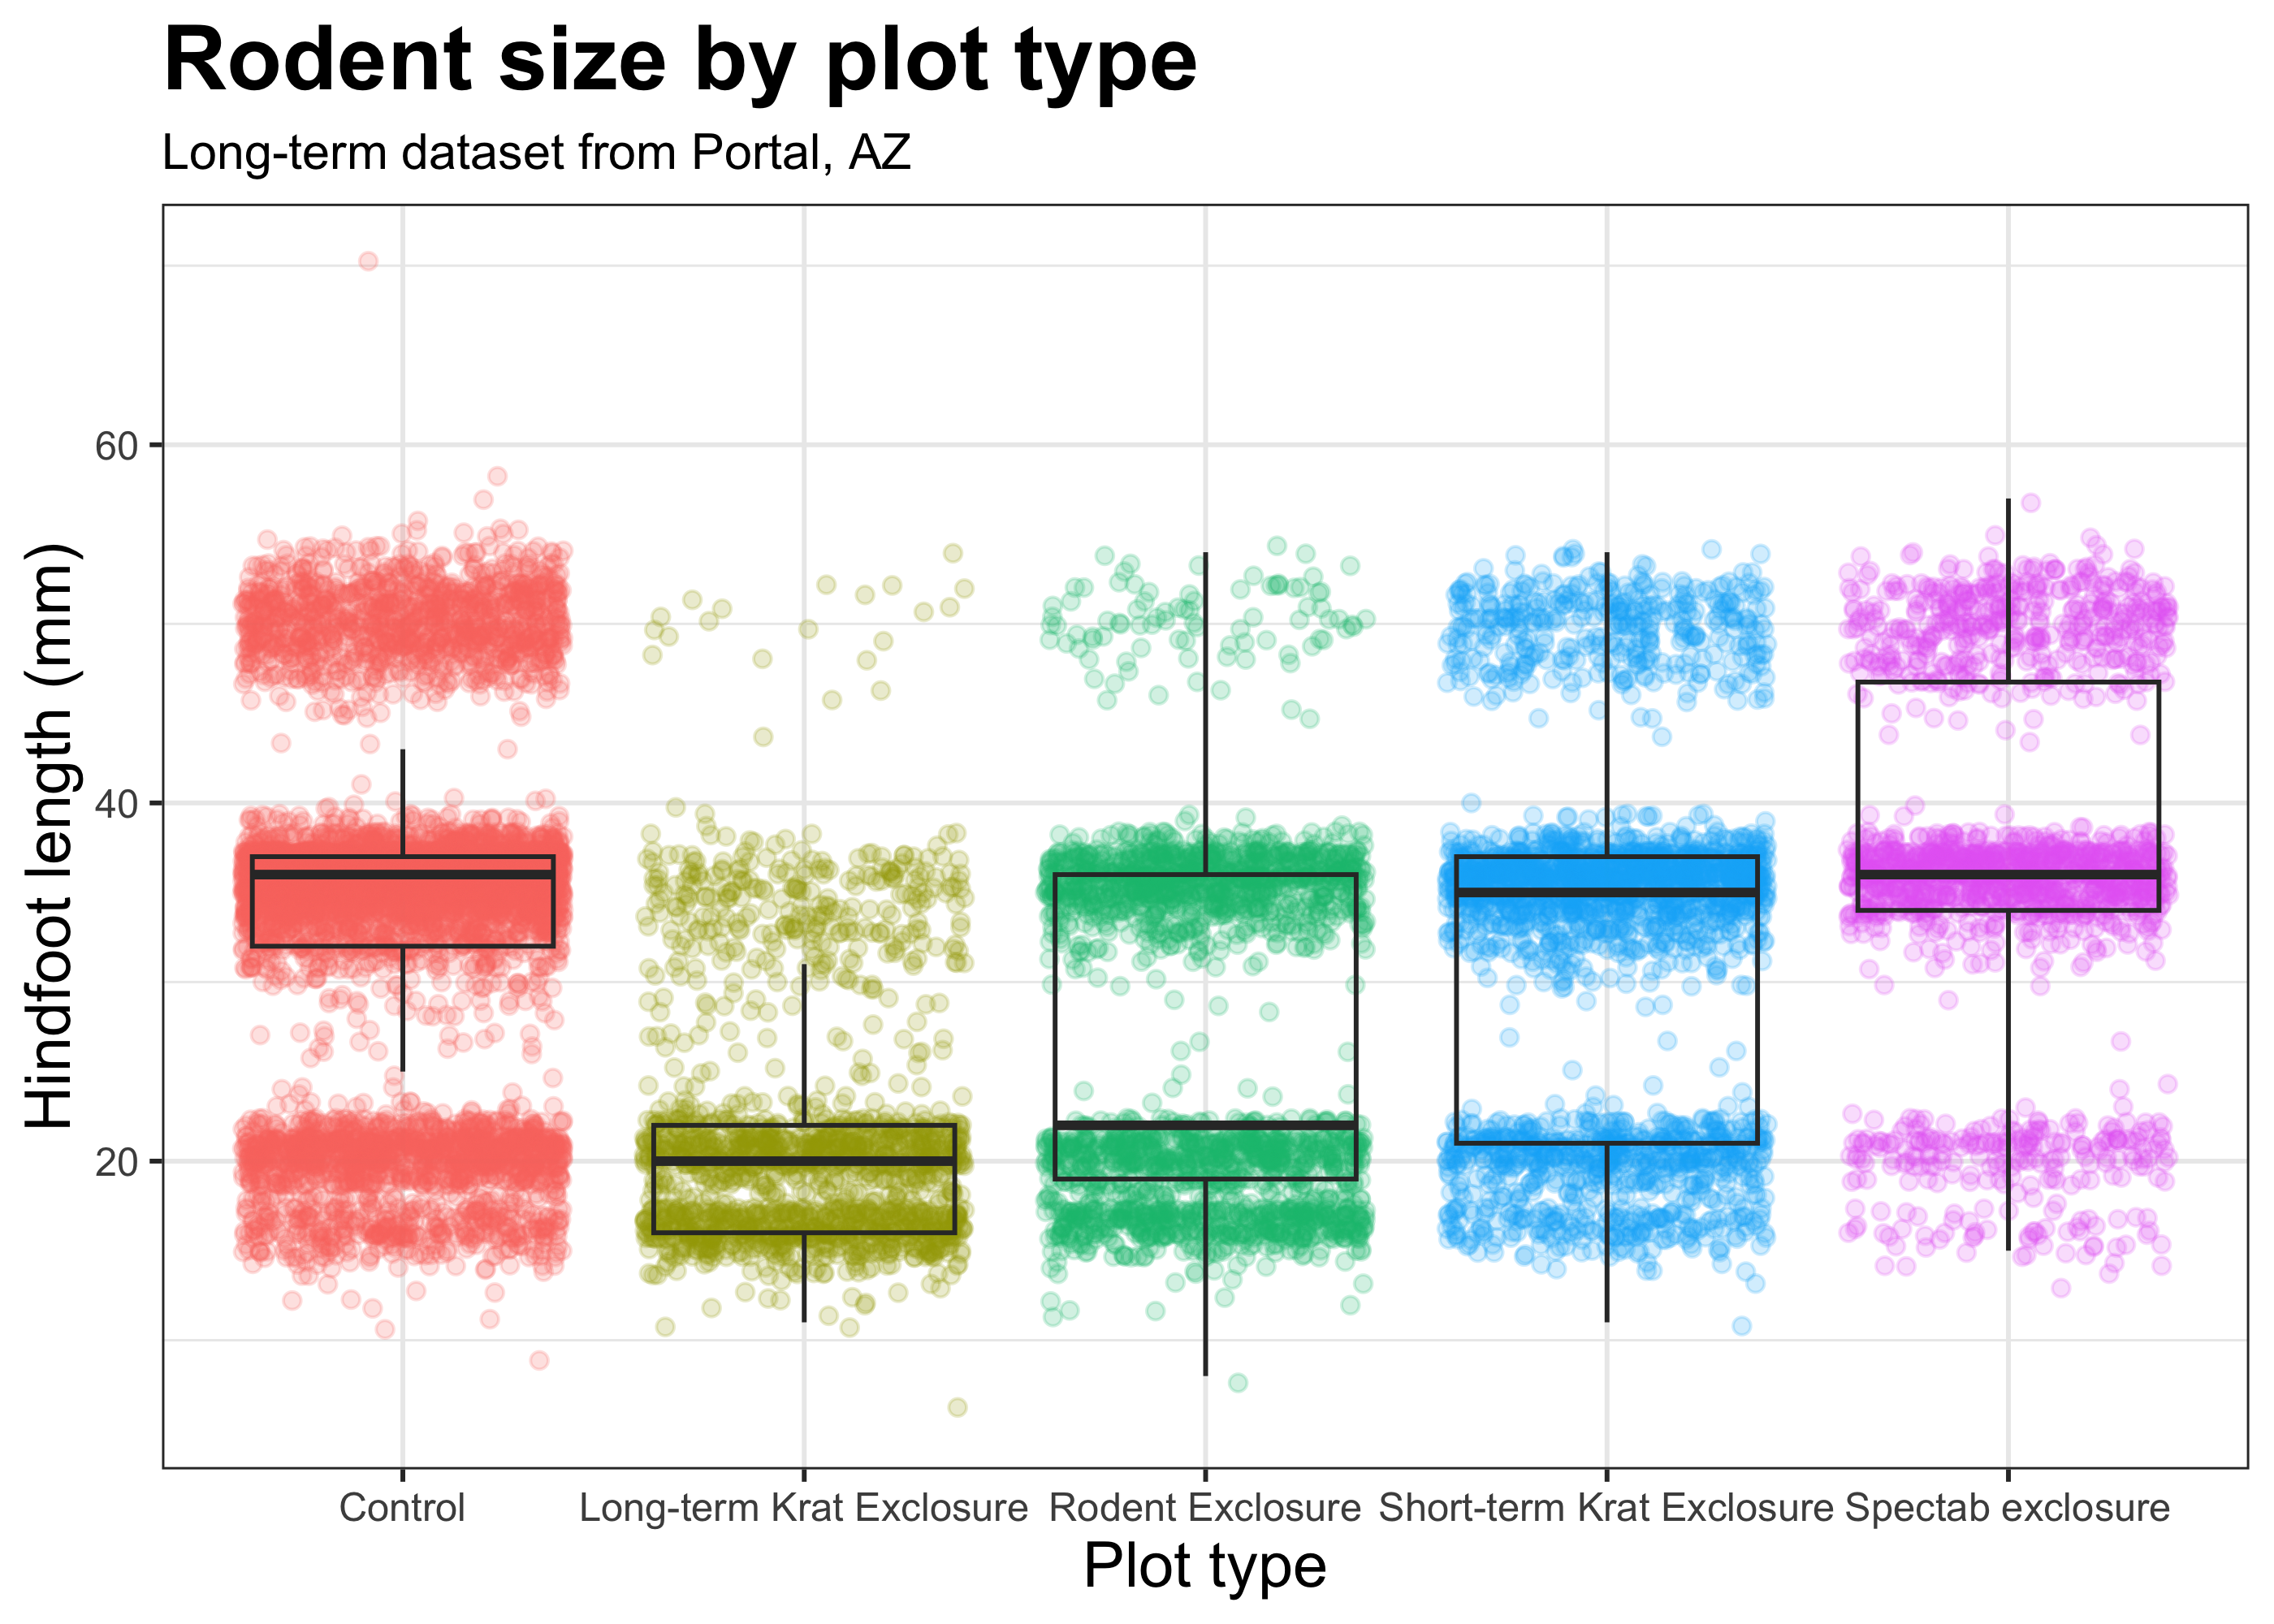 Rodent size by plot type
Long-term dataset from Portal, AZ
Hindfoot length (mm)
60
40
20
Control
Long-term Krat Exclosure
Rodent Exclosure
Short-term Krat Exclosure
Spectab exclosure
Plot type